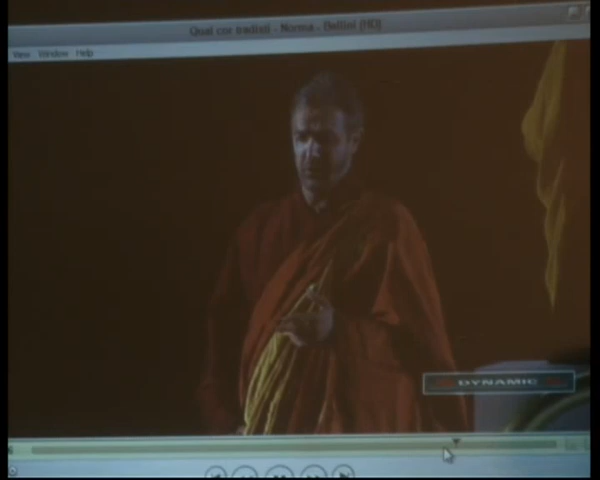 Qual cor tradisti - Norma - Bellini (HD)
View Window Help
DYNAMIC